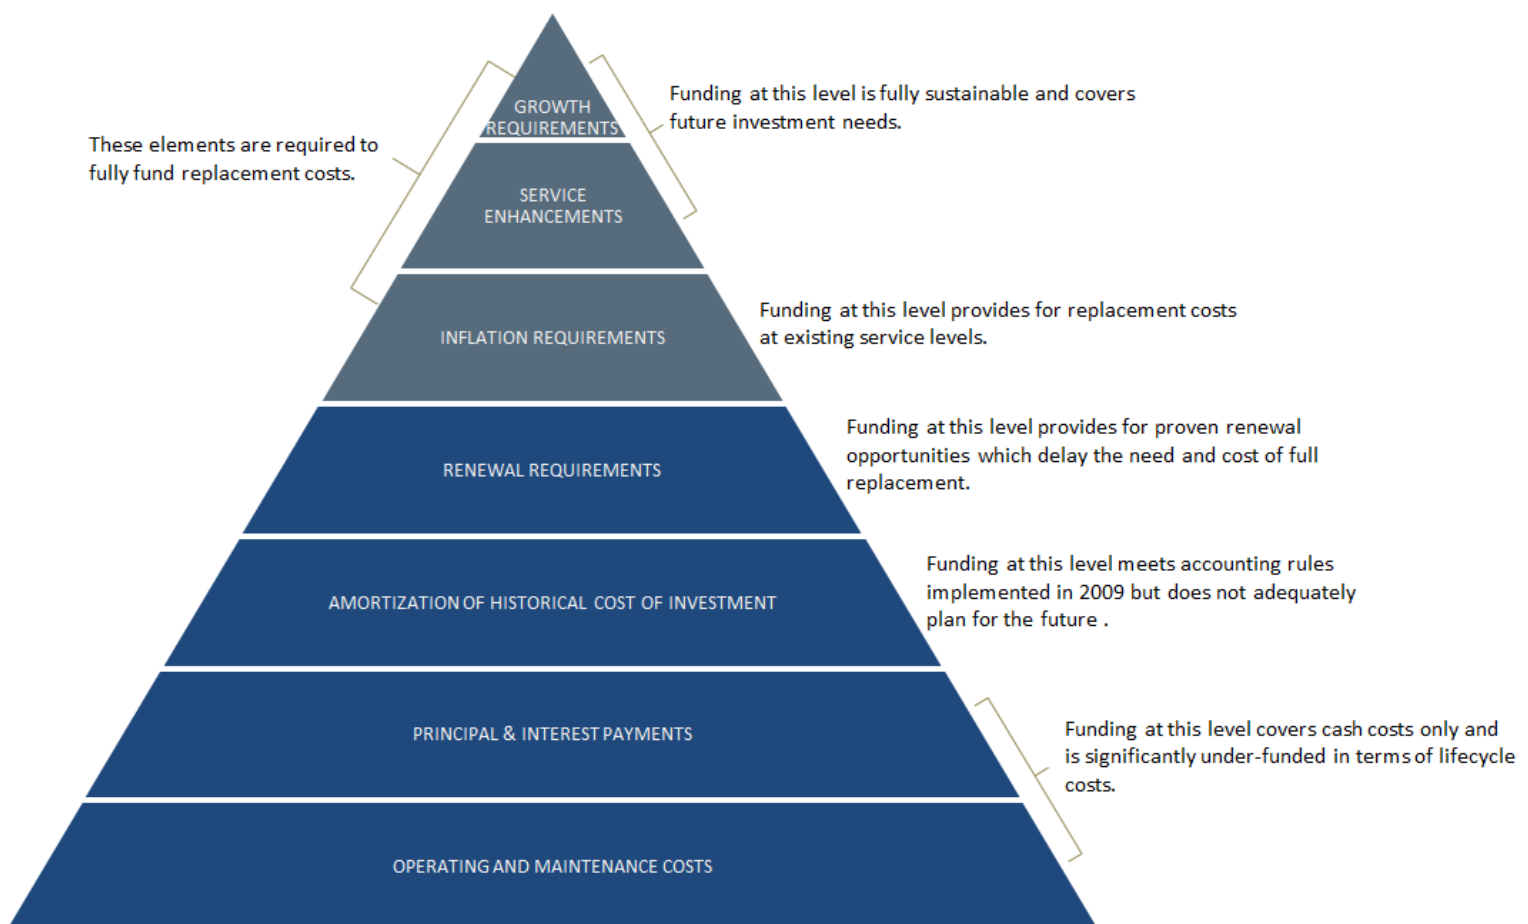 GROWTH
REQUIREMENTS
Funding at this level is fully sustainable and covers
future investment needs.
These elements are required to
fully fund replacement costs.
SERVICE
ENHANCEMENTS
INFLATION REQUIREMENTS
Funding at this level provides for replacement costs
at existing service levels.
RENEWAL REQUIREMENTS
Funding at this level provides for proven renewal
opportunities which delay the need and cost of full
replacement.
AMORTIZATION OF HISTORICAL COST OF INVESTMENT
Funding at this level meets accounting rules
implemented in 2009 but does not adequately
plan for the future .
PRINCIPAL & INTEREST PAYMENTS
Funding at this level covers cash costs only and
is significantly under-funded in terms of lifecycle
costs.
OPERATING AND MAINTENANCE COSTS